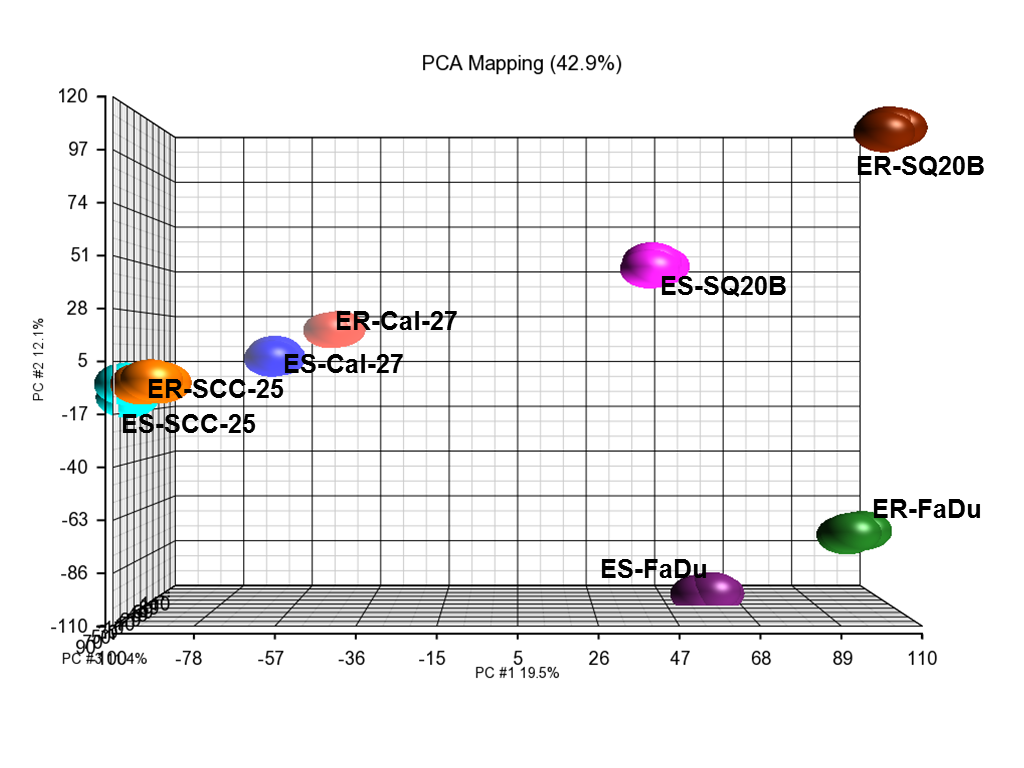 PCA Mapping (42.9%)
120
97
74
51
28
5
-17
-40
-63
-86
-110
PC #2 12.1%
ER-SQ20B
ES-SQ20B
ER-Cal-27
ES-Cal-27
ER-SCC-25
ES-SCC-25
ER-FaDu
ES-FaDu
-78 -57 -36 -15 5 26 47 68 89 110
PC #1 19.5%